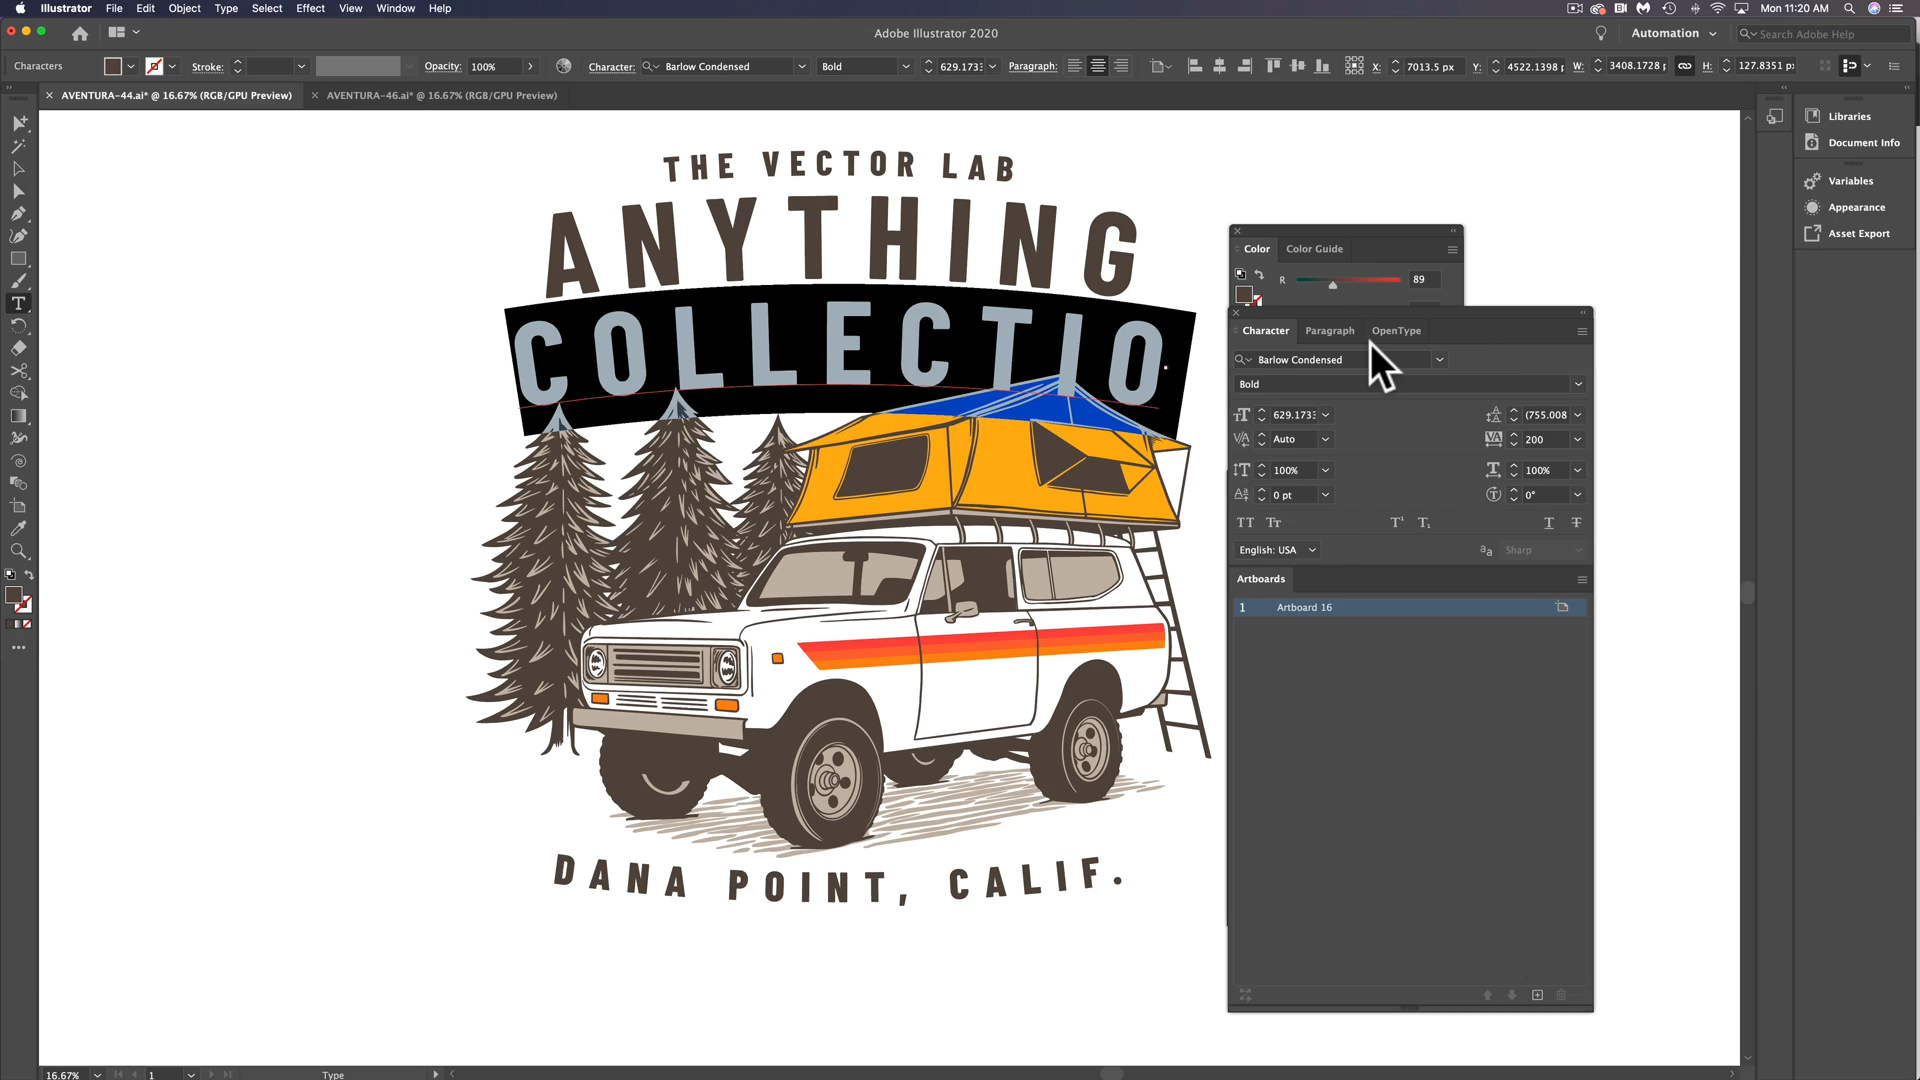 Illustrator File Edit Object Type Select Effect View Window Help
Mon 11:20 AM
Adobe Illustrator 2020
Automation
Search Adobe Help
Characters
Stroke:
Opacity: 100%
Character: Barlow Condensed
Bold
629.173
Paragraph:
X: 7013.5 px
Y: 4522.1398
W: 3408.1728
H: 127.8351
AVENTURA-44.ai* @ 16.67% (RGB/GPU Preview)
AVENTURA-46.ai* @ 16.67% (RGB/GPU Preview)
THE VECTOR LAB
ANYTHING
COLLECTIO
DANA POINT, CALIF.
Color Color Guide
R 89
Character Paragraph OpenType
Barlow Condensed
Bold
629.173 (755.008
Auto 200
100% 100%
0 pt 0°
English: USA Sharp
Artboards
1 Artboard 16
Libraries
Document Info
Variables
Appearance
Asset Export
16.67% 1 Type